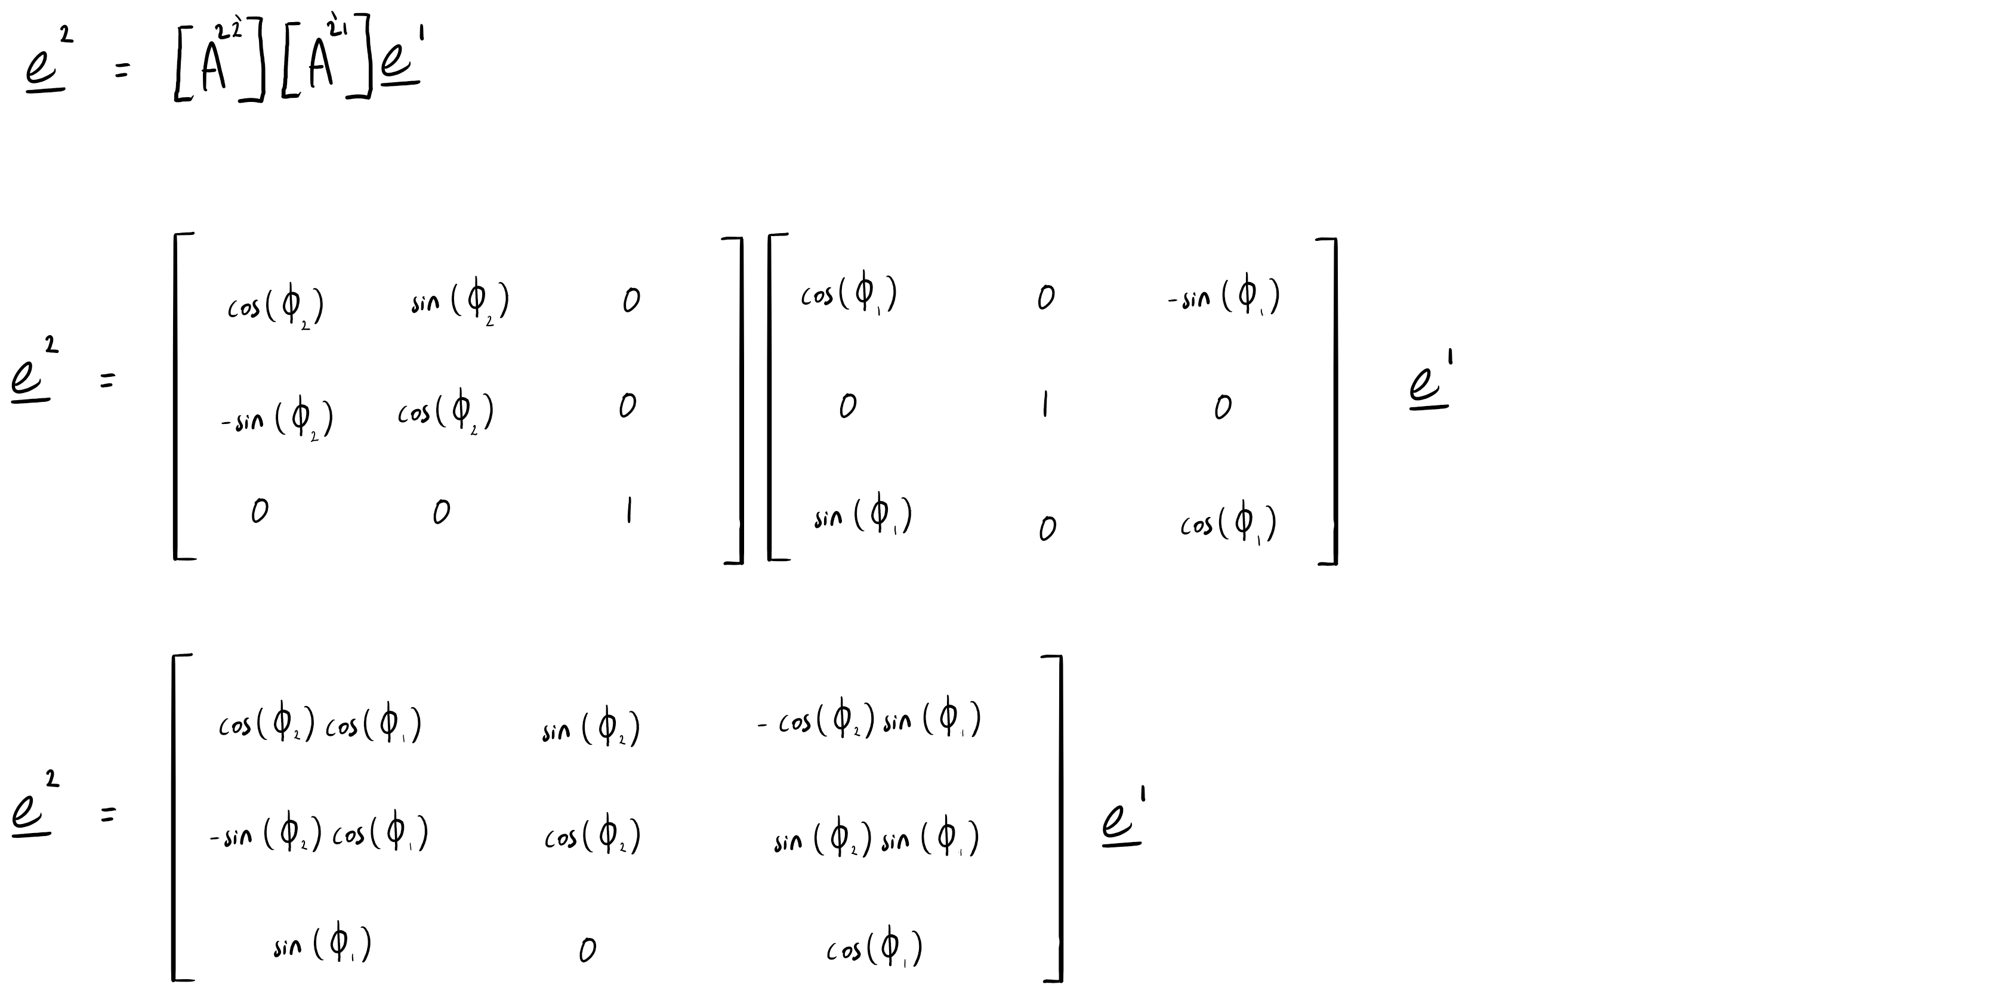 e² = [A^{22̀}][A^{2̀1}]e¹
e² = [cos(ϕ₂) sin(ϕ₂) 0; -sin(ϕ₂) cos(ϕ₂) 0; 0 0 1][cos(ϕ₁) 0 -sin(ϕ₁); 0 1 0; sin(ϕ₁) 0 cos(ϕ₁)] e¹
e² = [cos(ϕ₂)cos(ϕ₁) sin(ϕ₂) -cos(ϕ₂)sin(ϕ₁); -sin(ϕ₂)cos(ϕ₁) cos(ϕ₂) sin(ϕ₂)sin(ϕ₁); sin(ϕ₁) 0 cos(ϕ₁)] e¹